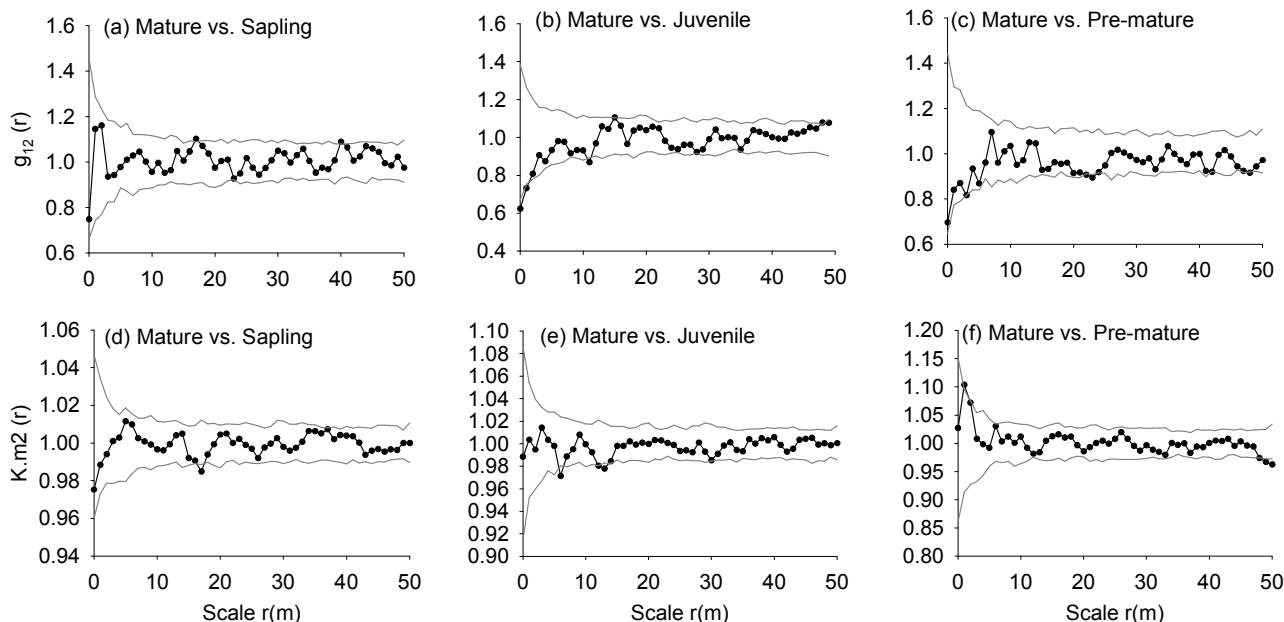 (a) Mature vs. Sapling
1.6
1.4
1.2
1.0
0.8
0.6
0 10 20 30 40 50
g12 (r)
(b) Mature vs. Juvenile
1.6
1.4
1.2
1.0
0.8
0.6
0.4
0 10 20 30 40 50
(c) Mature vs. Pre-mature
1.6
1.4
1.2
1.0
0.8
0.6
0 10 20 30 40 50
(d) Mature vs. Sapling
1.06
1.04
1.02
1.00
0.98
0.96
0.94
0 10 20 30 40 50
K.m2 (r)
Scale r(m)
(e) Mature vs. Juvenile
1.10
1.08
1.06
1.04
1.02
1.00
0.98
0.96
0.94
0.92
0.90
0 10 20 30 40 50
Scale r(m)
(f) Mature vs. Pre-mature
1.20
1.15
1.10
1.05
1.00
0.95
0.90
0.85
0.80
0 10 20 30 40 50
Scale r(m)